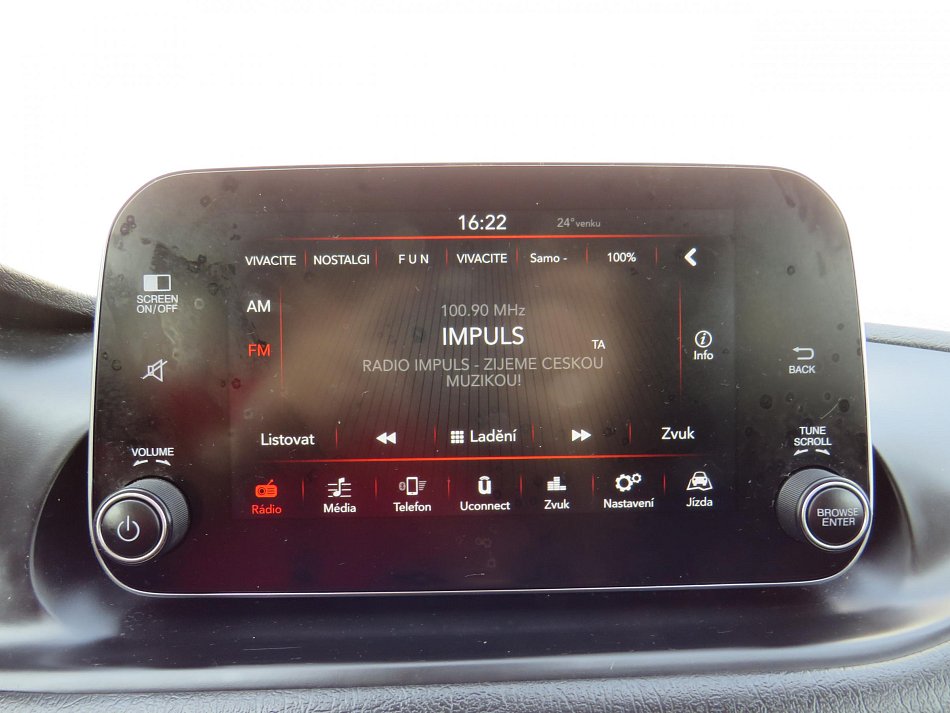 16:22 24° venku
VIVACITE NOSTALGI F U N VIVACITE Samo - 100%
SCREEN
ON/OFF
AM
100.90 MHz
IMPULS
TA
FM
Info
RADIO IMPULS - ZIJEME CESKOU
MUZIKOU!
BACK
Listovat Ladění Zvuk
TUNE
SCROLL
VOLUME
Rádio Média Telefon Uconnect Zvuk Nastavení Jízda
BROWSE
ENTER